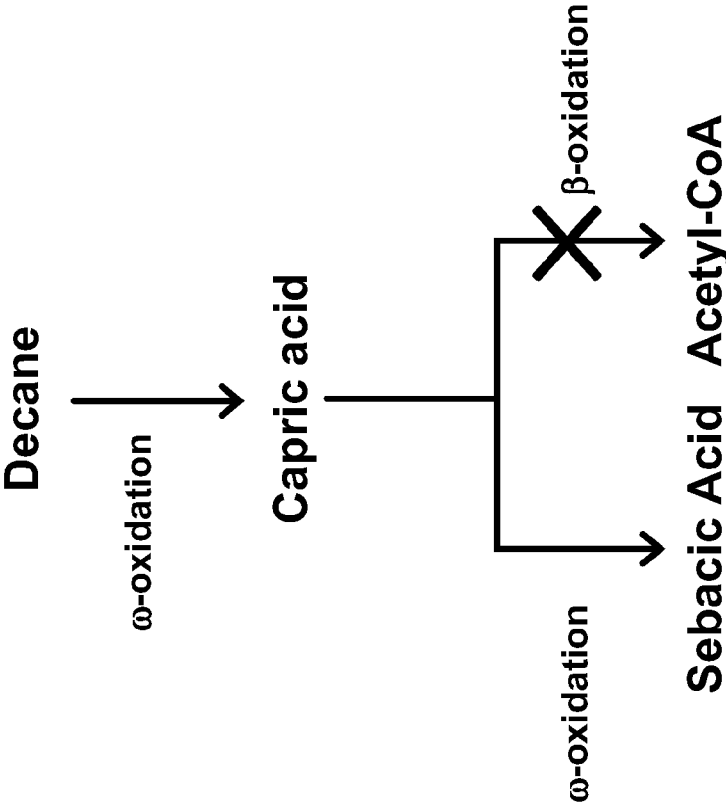 Decane
ω-oxidation
Capric acid
ω-oxidation
β-oxidation
Sebacic Acid
Acetyl-CoA